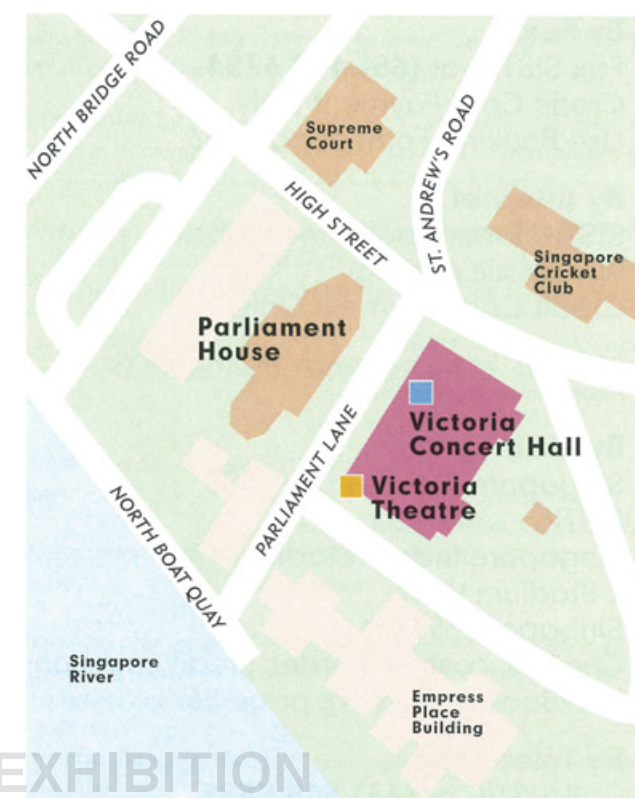 NORTH BRIDGE ROAD
Supreme
Court
HIGH STREET
ST. ANDREW'S ROAD
Singapore
Cricket
Club
Parliament
House
Victoria
Concert Hall
Victoria
Theatre
PARLIAMENT LANE
NORTH BOAT QUAY
Singapore
River
Empress
Place
Building
EXHIBITION